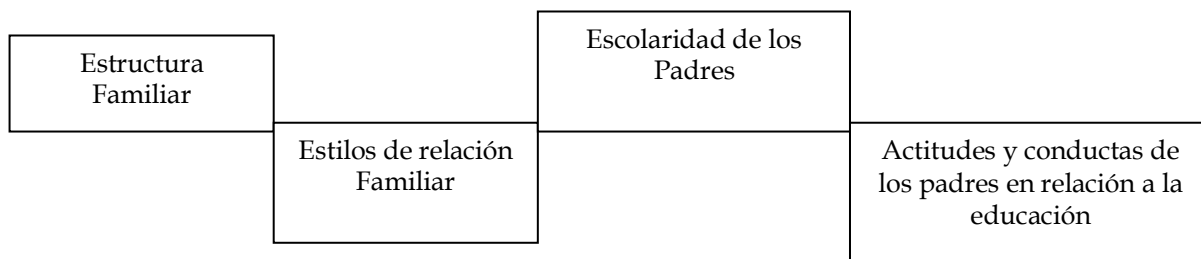 Estructura
Familiar
Estilos de relación
Familiar
Escolaridad de los
Padres
Actitudes y conductas de
los padres en relación a la
educación